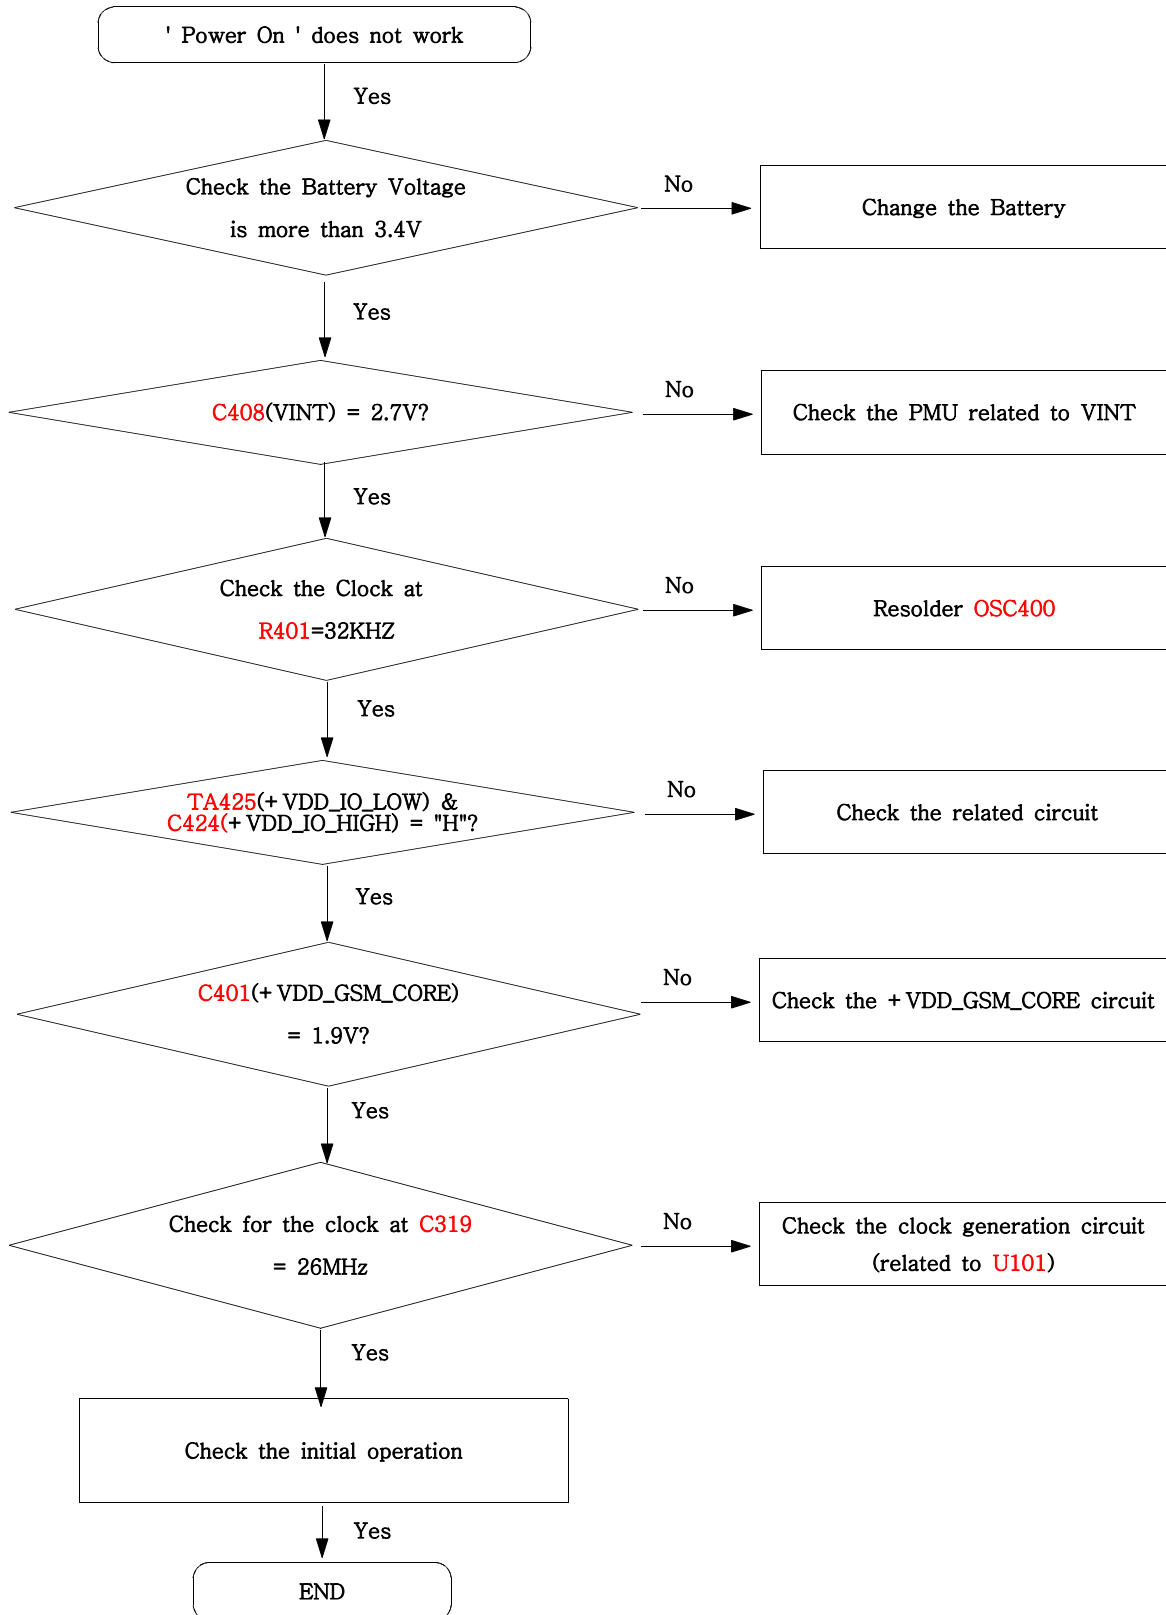 ' Power On ' does not work
Yes
Check the Battery Voltage
is more than 3.4V
No
Change the Battery
Yes
C408(VINT) = 2.7V?
No
Check the PMU related to VINT
Yes
Check the Clock at
R401=32KHZ
No
Resolder OSC400
Yes
TA425(+VDD_IO_LOW) &
C424(+VDD_IO_HIGH) = "H"?
No
Check the related circuit
Yes
C401(+VDD_GSM_CORE)
= 1.9V?
No
Check the +VDD_GSM_CORE circuit
Yes
Check for the clock at C319
= 26MHz
No
Check the clock generation circuit
(related to U101)
Yes
Check the initial operation
Yes
END